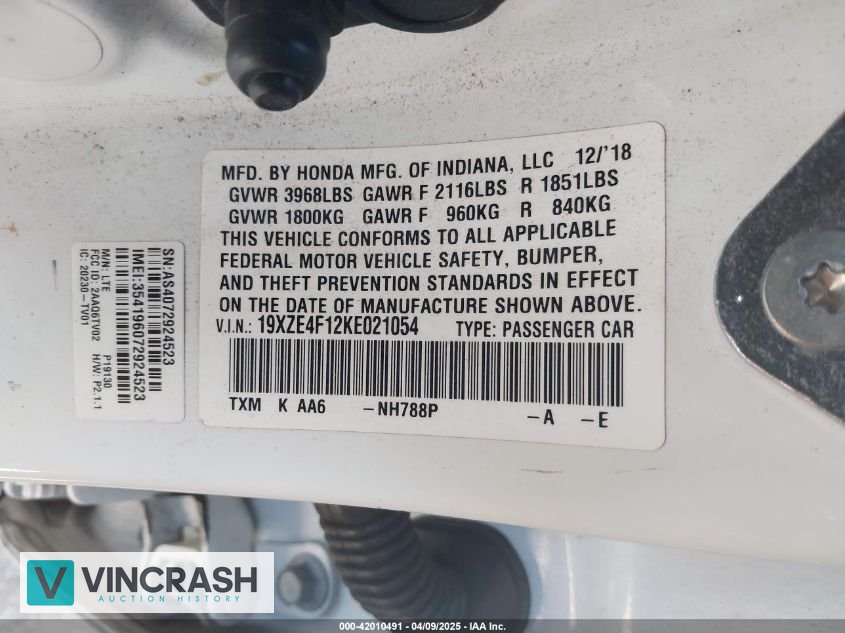 MFD. BY HONDA MFG. OF INDIANA, LLC 12/'18
GVWR 3968LBS GAWR F 2116LBS R 1851LBS
GVWR 1800KG GAWR F 960KG R 840KG
THIS VEHICLE CONFORMS TO ALL APPLICABLE
FEDERAL MOTOR VEHICLE SAFETY, BUMPER,
AND THEFT PREVENTION STANDARDS IN EFFECT
ON THE DATE OF MANUFACTURE SHOWN ABOVE.
V.I.N.: 19XZE4F12KE021054 TYPE: PASSENGER CAR
TXM K AA6 -NH788P -A -E
SN:AS4072924523
IMEI:354196072924523
M/N: LTE P19130
FCC ID: 2AAO6TV02 H/W: P2.1.1
IC: 20230-TV01
VINCRASH
AUCTION HISTORY
000-42010491 - 04/09/2025 - IAA Inc.